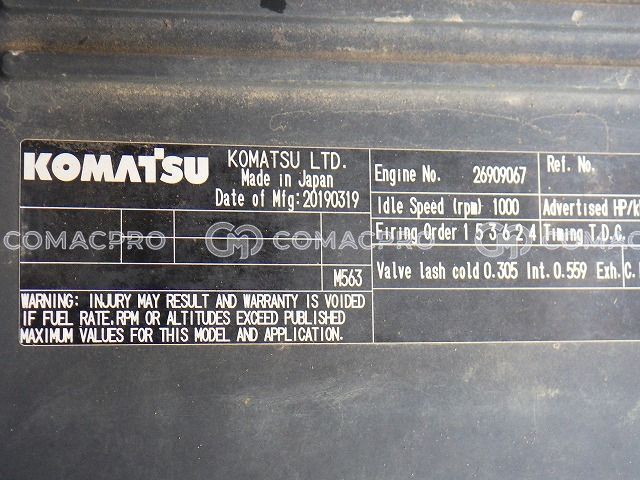 KOMATSU
KOMATSU LTD.
Made in Japan
Date of Mfg:20190319
M563
WARNING: INJURY MAY RESULT AND WARRANTY IS VOIDED
IF FUEL RATE.RPM OR ALTITUDES EXCEED PUBLISHED
MAXIMUM VALUES FOR THIS MODEL AND APPLICATION.
Engine No. 26909067
Ref. No.
Idle Speed (rpm) 1000
Advertised HP/k
Firing Order 1 5 3 6 2 4
Timing T.D.C.
Valve lash cold 0.305 Int. 0.559 Exh.
C.
COMACPRO
COMACPRO
COMACPRO